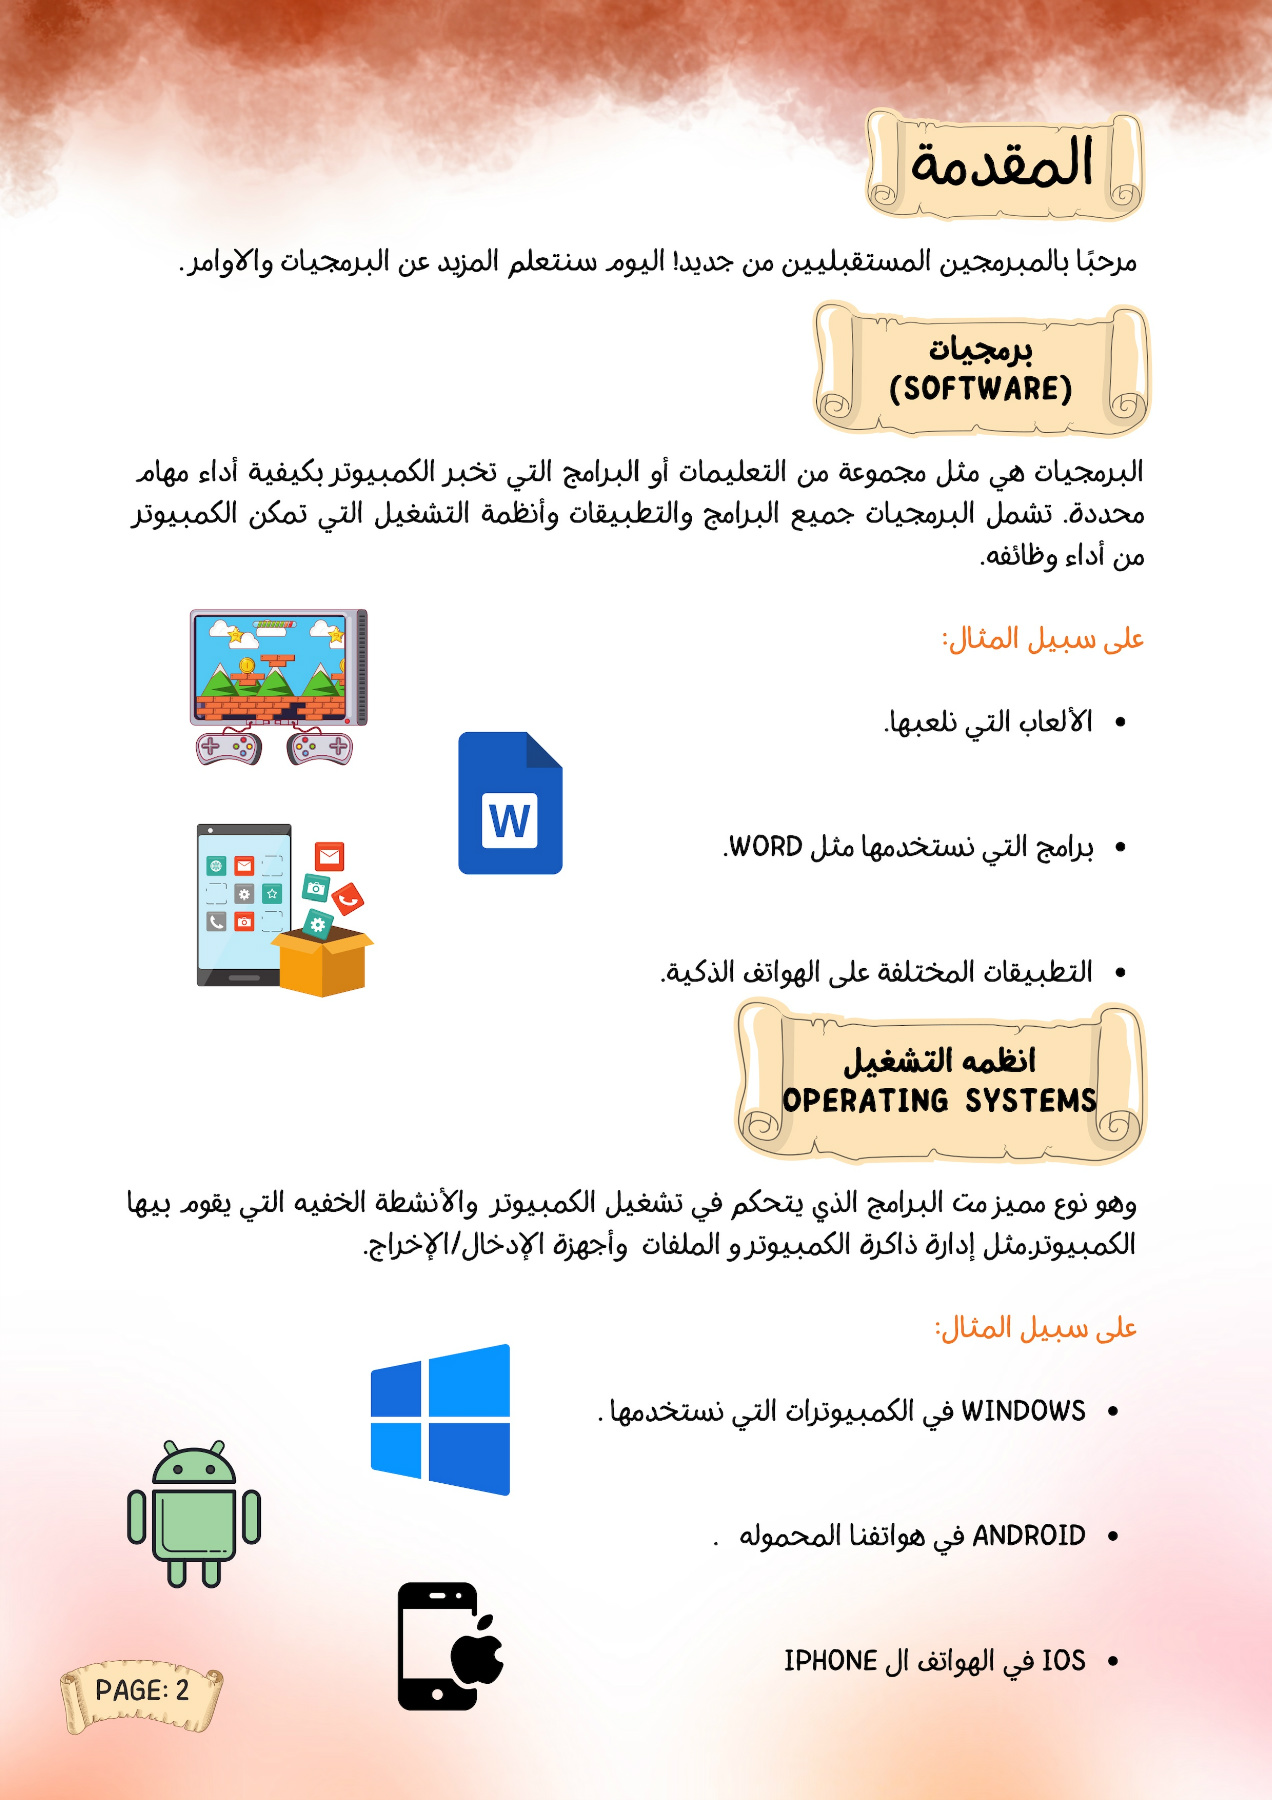 المقدمة
مرحبًا بالمبرمجين المستقبليين من جديد! اليوم سنتعلم المزيد عن البرمجيات والاوامر .
برمجيات
(SOFTWARE)
البرمجيات هي مثل مجموعة من التعليمات أو البرامج التي تخبر الكمبيوتر بكيفية أداء مهام
محددة. تشمل البرمجيات جميع البرامج والتطبيقات وأنظمة التشغيل التي تمكن الكمبيوتر
من أداء وظائفه.
على سبيل المثال:
• الألعاب التي نلعبها.
W
• برامج التي نستخدمها مثل WORD.
• التطبيقات المختلفة على الهواتف الذكية.
انظمه التشغيل
OPERATING SYSTEMS
وهو نوع مميز مت البرامج الذي يتحكم في تشغيل الكمبيوتر والأنشطة الخفيه التي يقوم بيها
الكمبيوتر.مثل إدارة ذاكرة الكمبيوتر و الملفات وأجهزة الإدخال/الإخراج.
على سبيل المثال:
• WINDOWS في الكمبيوترات التي نستخدمها .
• ANDROID في هواتفنا المحموله .
• IOS في الهواتف ال IPHONE
PAGE: 2